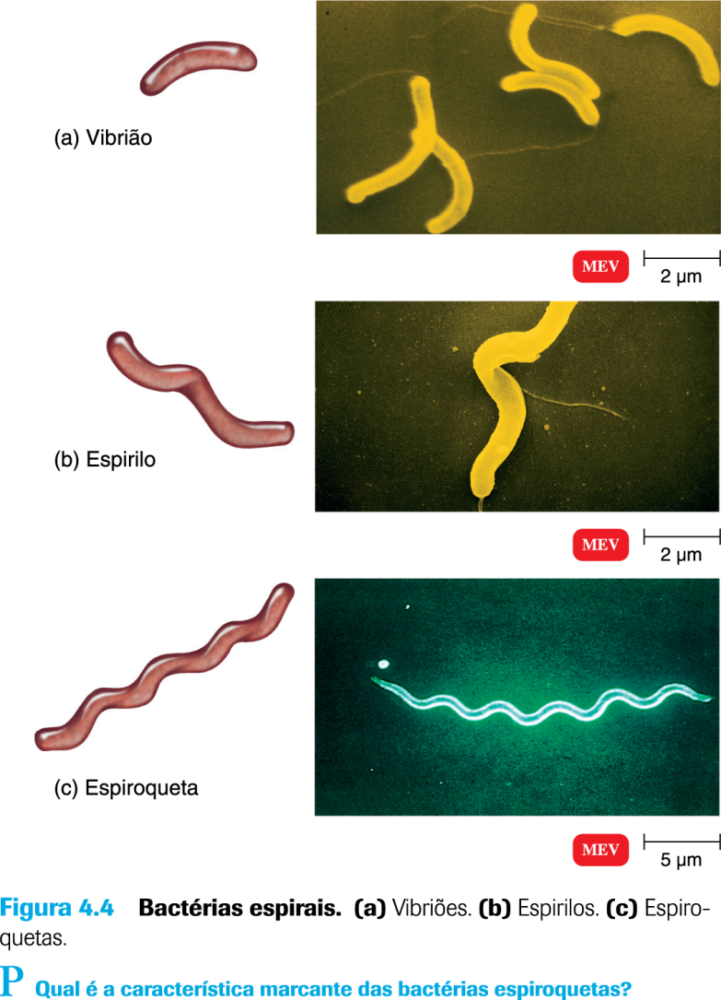 (a) Vibrião
MEV
2 µm
(b) Espirilo
MEV
2 µm
(c) Espiroqueta
MEV
5 µm
Figura 4.4 Bactérias espirais. (a) Vibriões. (b) Espirilos. (c) Espiro-
quetas.
P Qual é a característica marcante das bactérias espiroquetas?